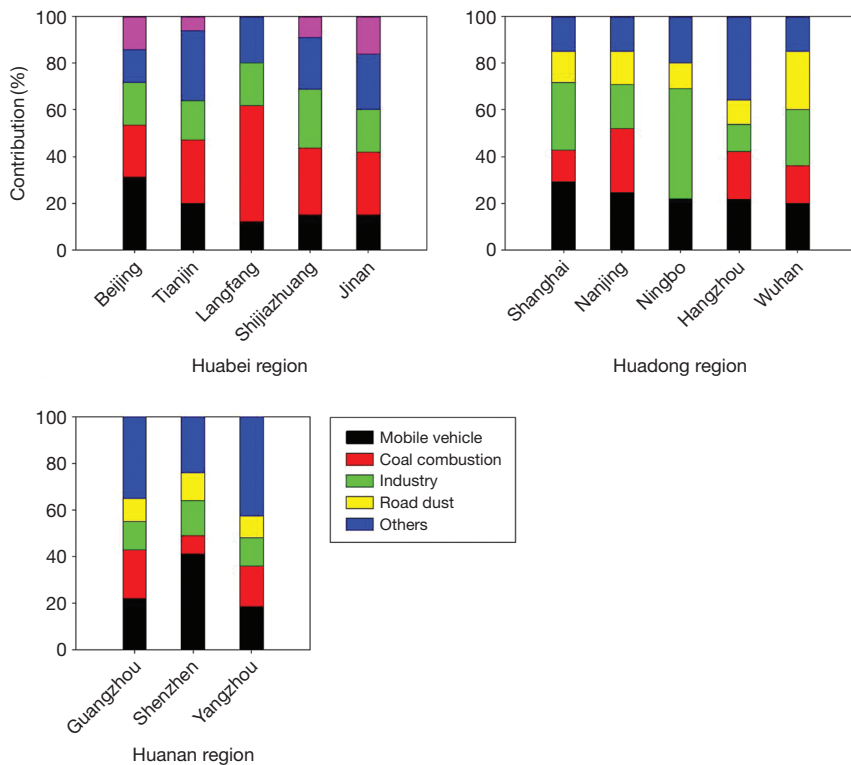 Contribution (%)
100
80
60
40
20
0
Beijing
Tianjin
Langfang
Shijiazhuang
Jinan
Huabei region
100
80
60
40
20
0
Shanghai
Nanjing
Ningbo
Hangzhou
Wuhan
Huadong region
100
80
60
40
20
0
Guangzhou
Shenzhen
Yangzhou
Huanan region
Mobile vehicle
Coal combustion
Industry
Road dust
Others